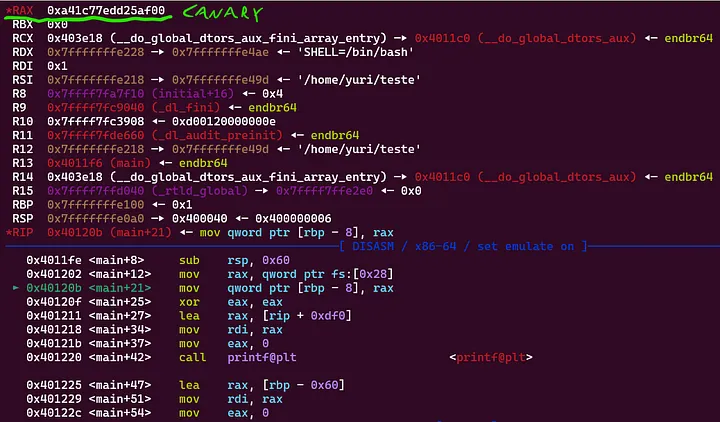 *RAX 0xa41c77edd25af00 CANARY
RBX 0x0
RCX 0x403e18 (__do_global_dtors_aux_fini_array_entry) —▸ 0x4011c0 (__do_global_dtors_aux) ◂— endbr64
RDX 0x7fffffffe228 —▸ 0x7fffffffe4ae ◂— 'SHELL=/bin/bash'
RDI 0x1
RSI 0x7fffffffe218 —▸ 0x7fffffffe49d ◂— '/home/yuri/teste'
R8 0x7ffff7fa7f10 (initial+16) ◂— 0x4
R9 0x7ffff7fc9040 (_dl_fini) ◂— endbr64
R10 0x7ffff7fc3908 ◂— 0xd00120000000e
R11 0x7ffff7fde660 (_dl_audit_preinit) ◂— endbr64
R12 0x7fffffffe218 —▸ 0x7fffffffe49d ◂— '/home/yuri/teste'
R13 0x4011f6 (main) ◂— endbr64
R14 0x403e18 (__do_global_dtors_aux_fini_array_entry) —▸ 0x4011c0 (__do_global_dtors_aux) ◂— endbr64
R15 0x7ffff7ffd040 (_rtld_global) —▸ 0x7ffff7ffe2e0 ◂— 0x0
RBP 0x7fffffffe100 ◂— 0x1
RSP 0x7fffffffe0a0 —▸ 0x400040 ◂— 0x400000006
*RIP 0x40120b (main+21) ◂— mov qword ptr [rbp - 8], rax
[ DISASM / x86-64 / set emulate on ]
0x4011fe <main+8> sub rsp, 0x60
0x401202 <main+12> mov rax, qword ptr fs:[0x28]
► 0x40120b <main+21> mov qword ptr [rbp - 8], rax
0x40120f <main+25> xor eax, eax
0x401211 <main+27> lea rax, [rip + 0xdf0]
0x401218 <main+34> mov rdi, rax
0x40121b <main+37> mov eax, 0
0x401220 <main+42> call printf@plt <printf@plt>
0x401225 <main+47> lea rax, [rbp - 0x60]
0x401229 <main+51> mov rdi, rax
0x40122c <main+54> mov eax, 0